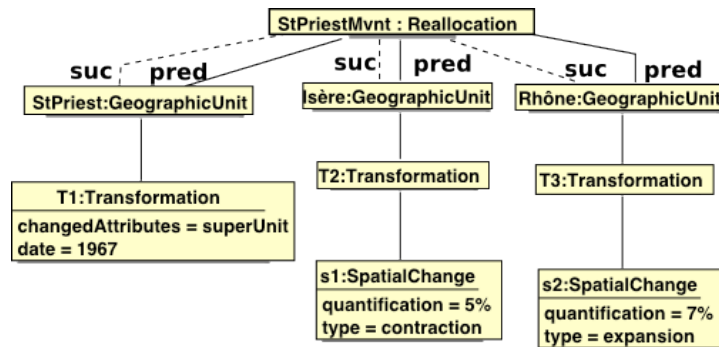 StPriestMvnt : Reallocation
suc pred
suc pred
suc pred
StPriest:GeographicUnit
Isère:GeographicUnit
Rhône:GeographicUnit
T1:Transformation
changedAttributes = superUnit
date = 1967
T2:Transformation
T3:Transformation
s1:SpatialChange
quantification = 5%
type = contraction
s2:SpatialChange
quantification = 7%
type = expansion